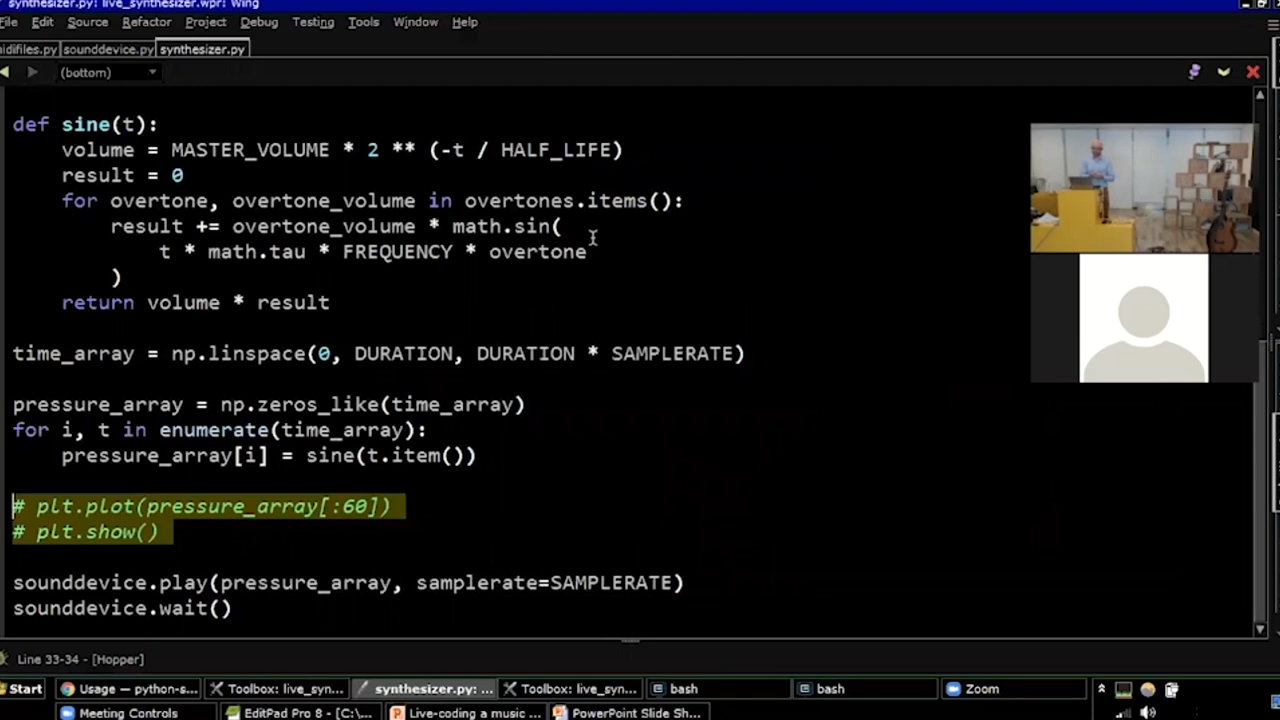 synthesizer.py: live_synthesizer.wpr: Wing
File Edit Source Refactor Project Debug Testing Tools Window Help
idifiles.py sounddevice.py synthesizer.py
(bottom)
def sine(t):
    volume = MASTER_VOLUME * 2 ** (-t / HALF_LIFE)
    result = 0
    for overtone, overtone_volume in overtones.items():
        result += overtone_volume * math.sin(
            t * math.tau * FREQUENCY * overtone
        )
    return volume * result
time_array = np.linspace(0, DURATION, DURATION * SAMPLERATE)
pressure_array = np.zeros_like(time_array)
for i, t in enumerate(time_array):
    pressure_array[i] = sine(t.item())
# plt.plot(pressure_array[:60])
# plt.show()
sounddevice.play(pressure_array, samplerate=SAMPLERATE)
sounddevice.wait()
Line 33-34 - [Hopper]
Start Usage — python-s... Toolbox: live_syn... synthesizer.py: ... Toolbox: live_syn... bash bash Zoom
Meeting Controls EditPad Pro 8 - [C:\... Live-coding a music ... PowerPoint Slide Sh...